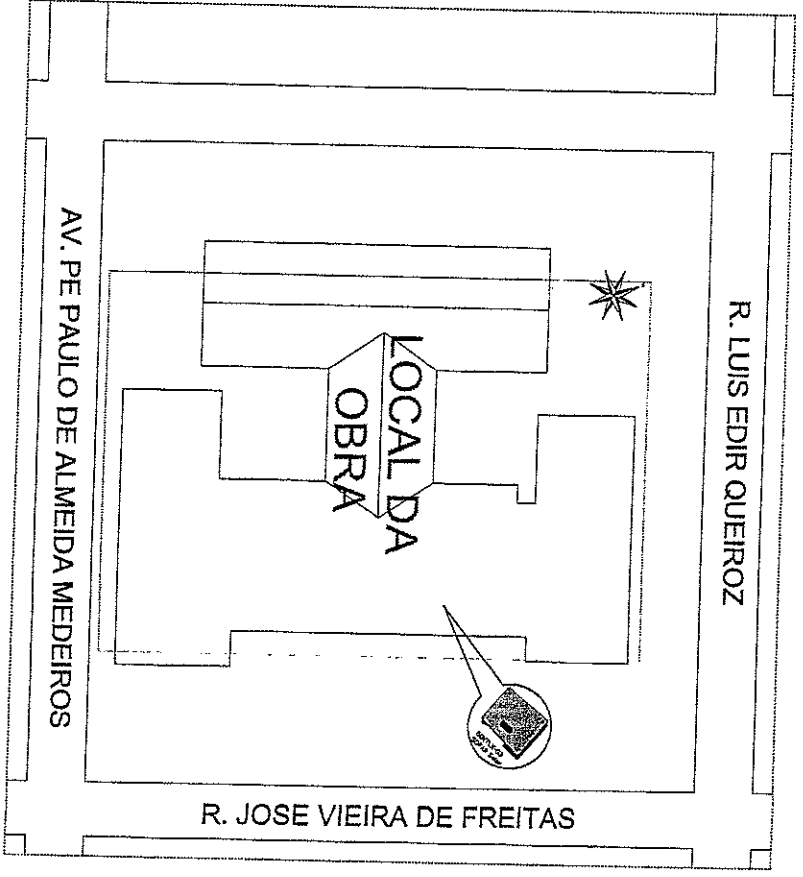 R. LUIS EDIR QUEIROZ
LOCAL DA
OBRA
AV. PE PAULO DE ALMEIDA MEDEIROS
R. JOSE VIEIRA DE FREITAS